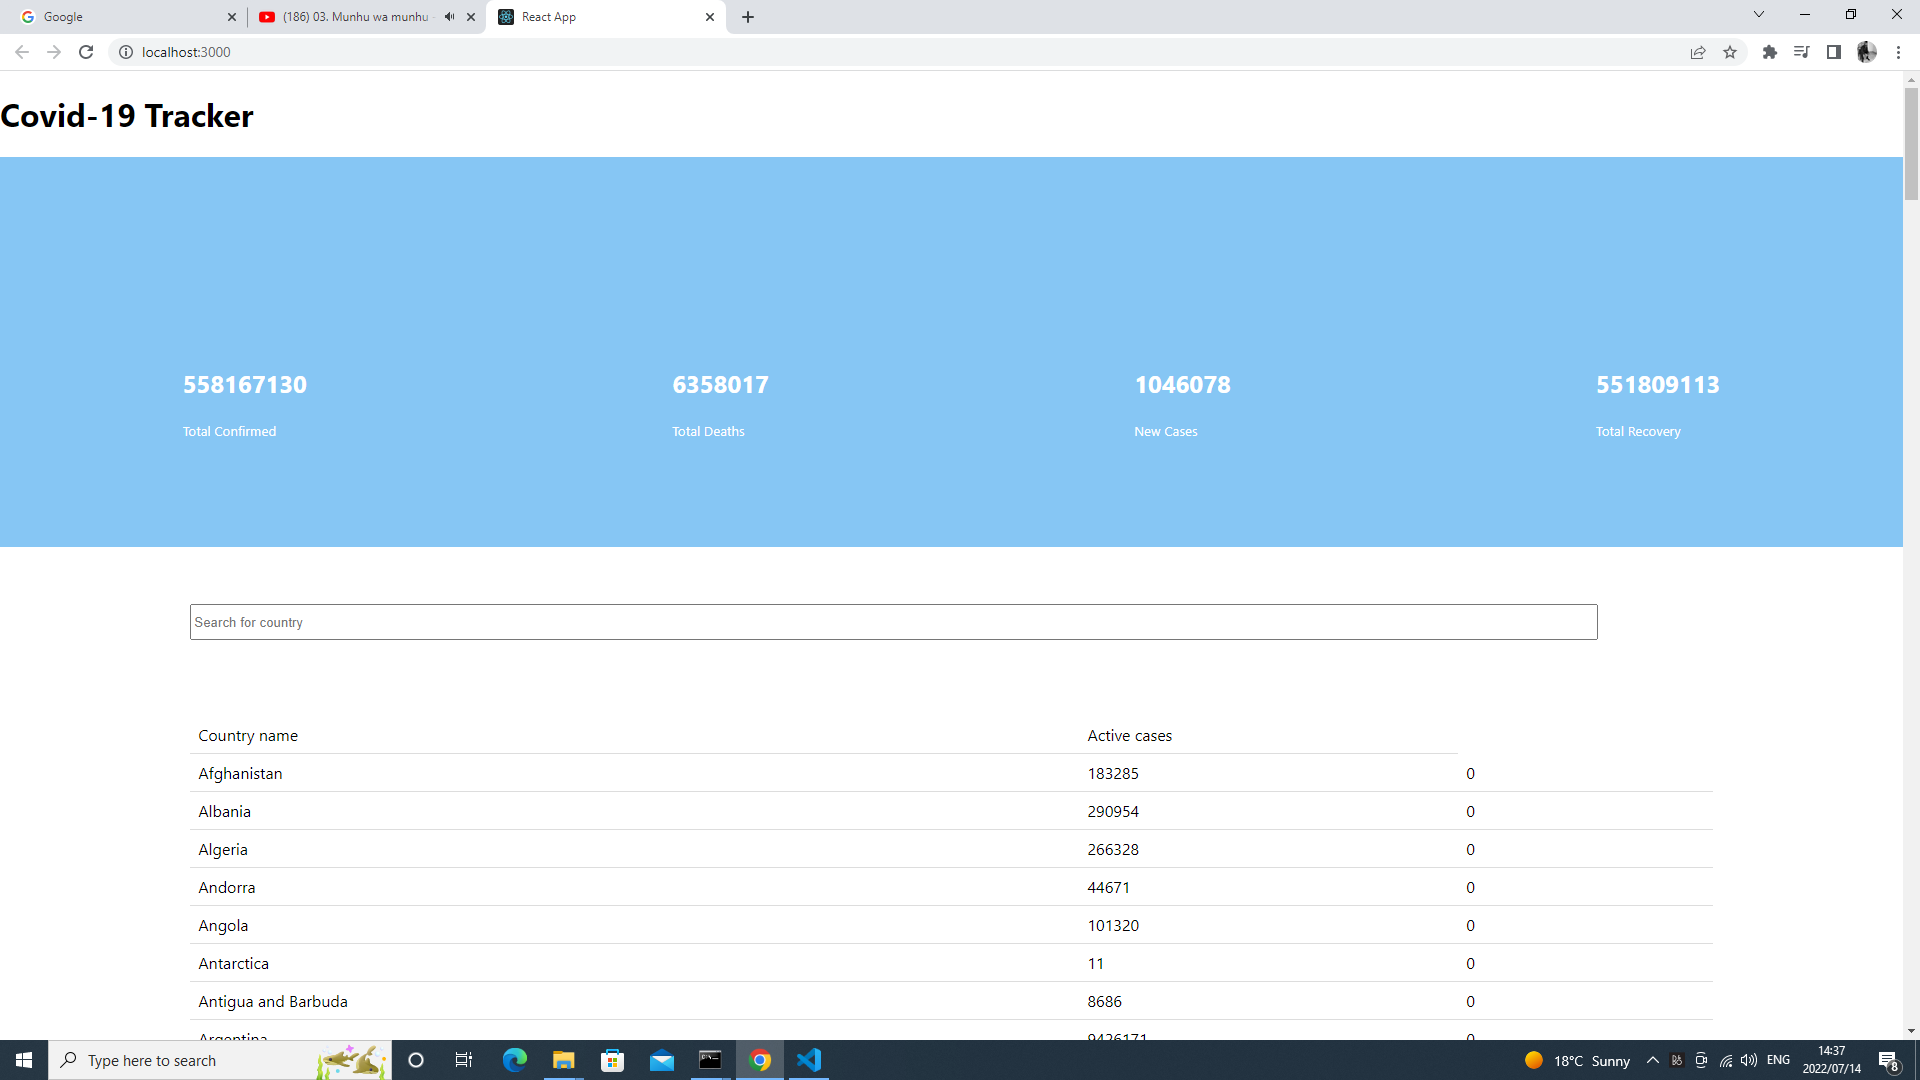 Google
(186) 03. Munhu wa munhu
React App
localhost:3000
Covid-19 Tracker
558167130 6358017 1046078 551809113
Total Confirmed Total Deaths New Cases Total Recovery
Search for country
Country name Active cases
Afghanistan 183285 0
Albania 290954 0
Algeria 266328 0
Andorra 44671 0
Angola 101320 0
Antarctica 11 0
Antigua and Barbuda 8686 0
Argentina 9426171 0
Type here to search
18°C Sunny
ENG
14:37
2022/07/14
8